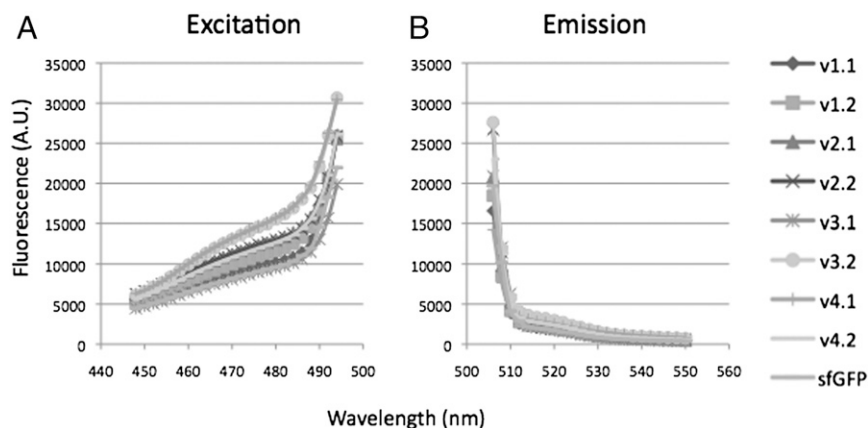 A Excitation B Emission
Fluorescence (A.U.)
35000
30000
25000
20000
15000
10000
5000
0
440 450 460 470 480 490 500
35000
30000
25000
20000
15000
10000
5000
0
500 510 520 530 540 550 560
Wavelength (nm)
v1.1
v1.2
v2.1
v2.2
v3.1
v3.2
v4.1
v4.2
sfGFP